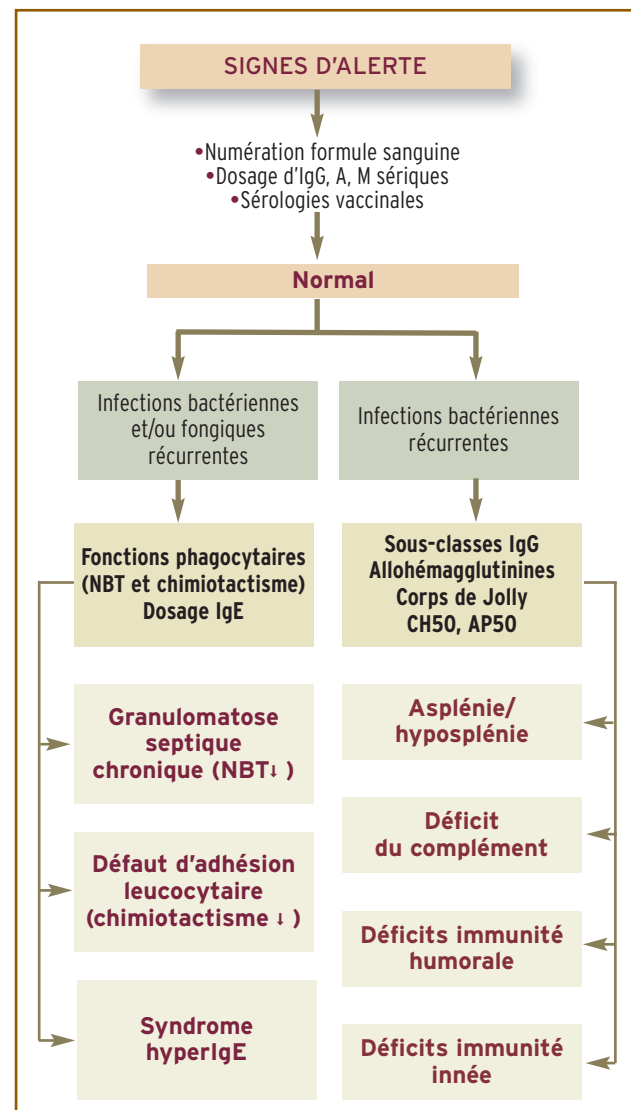 SIGNES D'ALERTE
•Numération formule sanguine
•Dosage d'IgG, A, M sériques
•Sérologies vaccinales
Normal
Infections bactériennes
et/ou fongiques
récurrentes
Infections bactériennes
récurrentes
Fonctions phagocytaires
(NBT et chimiotactisme)
Dosage IgE
Sous-classes IgG
Allohémagglutinines
Corps de Jolly
CH50, AP50
Granulomatose
septique
chronique (NBT↓ )
Asplénie/
hyposplénie
Défaut d'adhésion
leucocytaire
(chimiotactisme ↓ )
Déficit
du complément
Déficits immunité
humorale
Syndrome
hyperIgE
Déficits immunité
innée